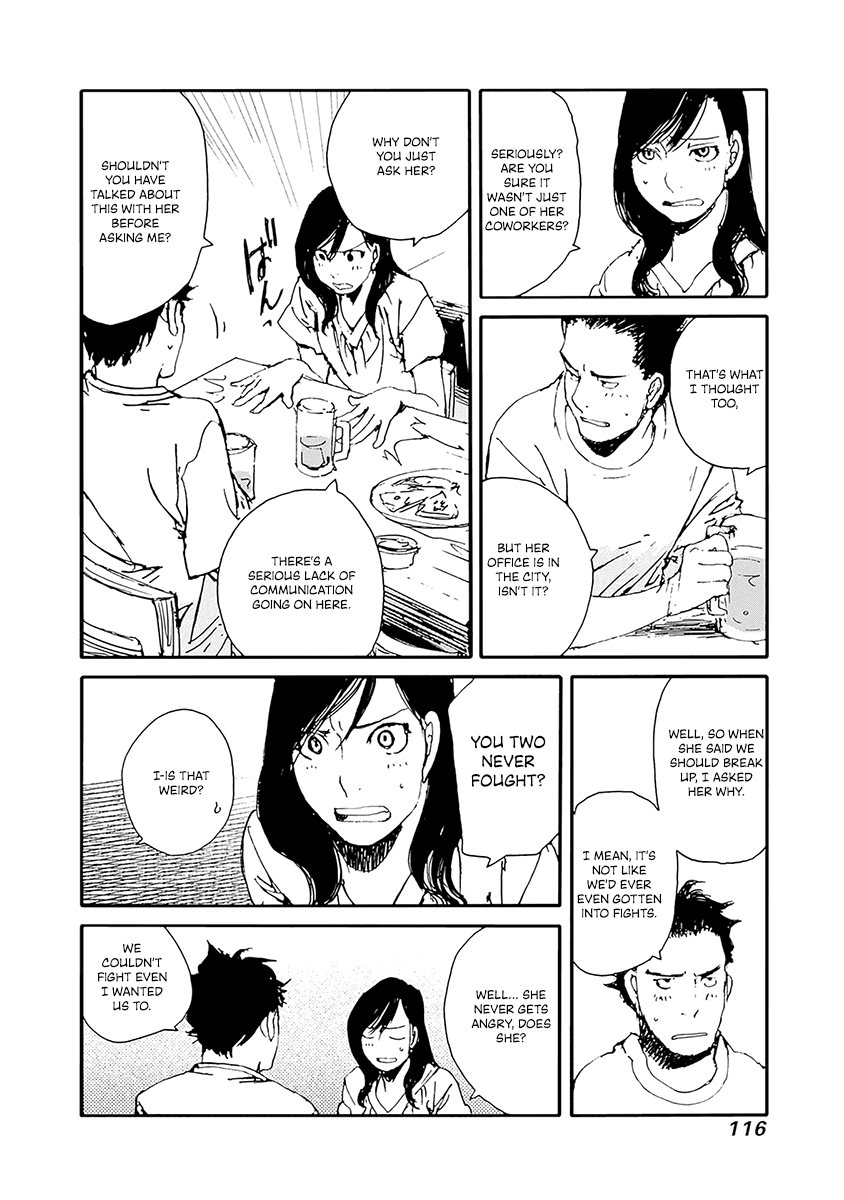 SERIOUSLY?
ARE YOU
SURE IT
WASN'T JUST
ONE OF HER
COWORKERS?
THAT'S WHAT
I THOUGHT
TOO,
BUT HER
OFFICE IS IN
THE CITY,
ISN'T IT?
WHY DON'T
YOU JUST
ASK HER?
SHOULDN'T
YOU HAVE
TALKED ABOUT
THIS WITH HER
BEFORE
ASKING ME?
ばん
THERE'S A
SERIOUS LACK OF
COMMUNICATION
GOING ON HERE.
WELL, SO WHEN
SHE SAID WE
SHOULD BREAK
UP, I ASKED
HER WHY.
I MEAN, IT'S
NOT LIKE
WE'D EVER
EVEN GOTTEN
INTO FIGHTS.
YOU TWO
NEVER
FOUGHT?
I-IS THAT
WEIRD?
WELL... SHE
NEVER GETS
ANGRY, DOES
SHE?
WE
COULDN'T
FIGHT EVEN
I WANTED
US TO.
116